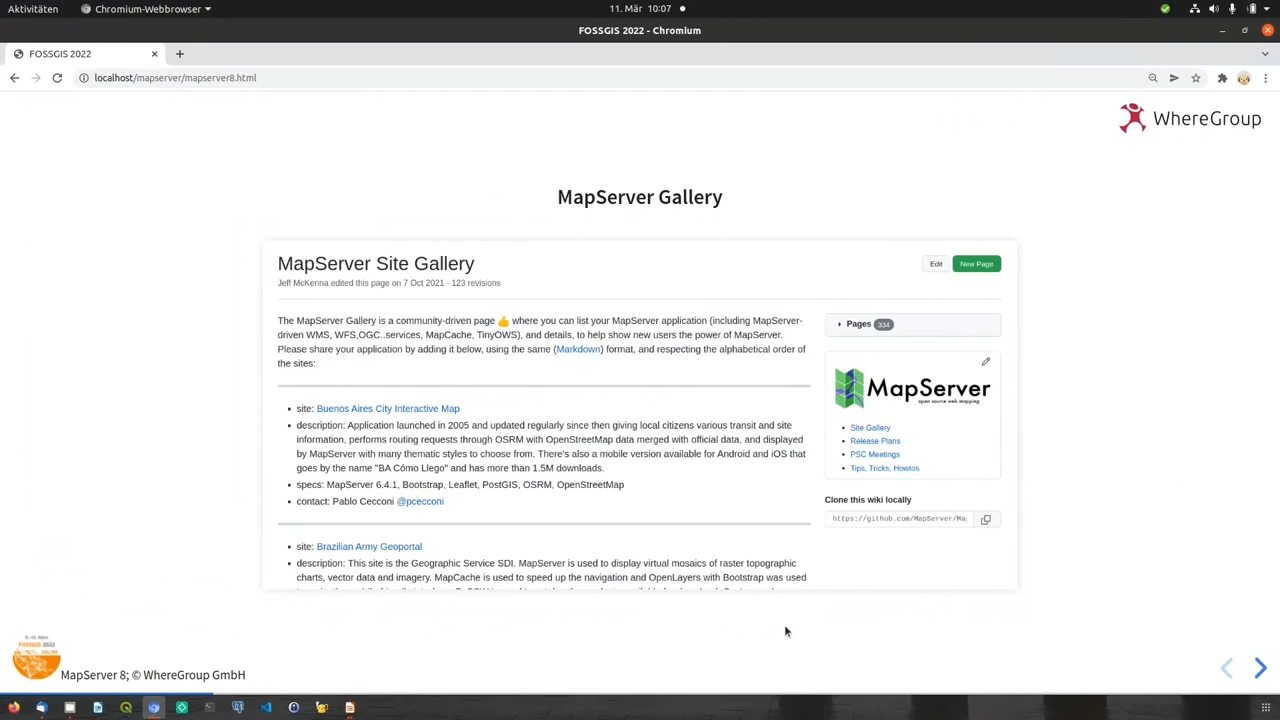 Aktivitäten
Chromium-Webbrowser
11. Mär 10:07
FOSSGIS 2022 - Chromium
FOSSGIS 2022
localhost/mapserver/mapserver8.html
WhereGroup
MapServer Gallery
MapServer Site Gallery
Edit
New Page
Jeff McKenna edited this page on 7 Oct 2021 · 123 revisions
The MapServer Gallery is a community-driven page 👍 where you can list your MapServer application (including MapServer-
driven WMS, WFS,OGC..services, MapCache, TinyOWS), and details, to help show new users the power of MapServer.
Please share your application by adding it below, using the same (Markdown) format, and respecting the alphabetical order of
the sites:
• site: Buenos Aires City Interactive Map
• description: Application launched in 2005 and updated regularly since then giving local citizens various transit and site
information, performs routing requests through OSRM with OpenStreetMap data merged with official data, and displayed
by MapServer with many thematic styles to choose from. There's also a mobile version available for Android and iOS that
goes by the name "BA Cómo Llego" and has more than 1.5M downloads.
• specs: MapServer 6.4.1, Bootstrap, Leaflet, PostGIS, OSRM, OpenStreetMap
• contact: Pablo Cecconi @pcecconi
• site: Brazilian Army Geoportal
• description: This site is the Geographic Service SDI. MapServer is used to display virtual mosaics of raster topographic
charts, vector data and imagery. MapCache is used to speed up the navigation and OpenLayers with Bootstrap was used
Pages 334
MapServer
open source web mapping
• Site Gallery
• Release Plans
• PSC Meetings
• Tips, Tricks, Howtos
Clone this wiki locally
https://github.com/MapServer/Map
FOSSGIS 2022
MapServer 8; © WhereGroup GmbH